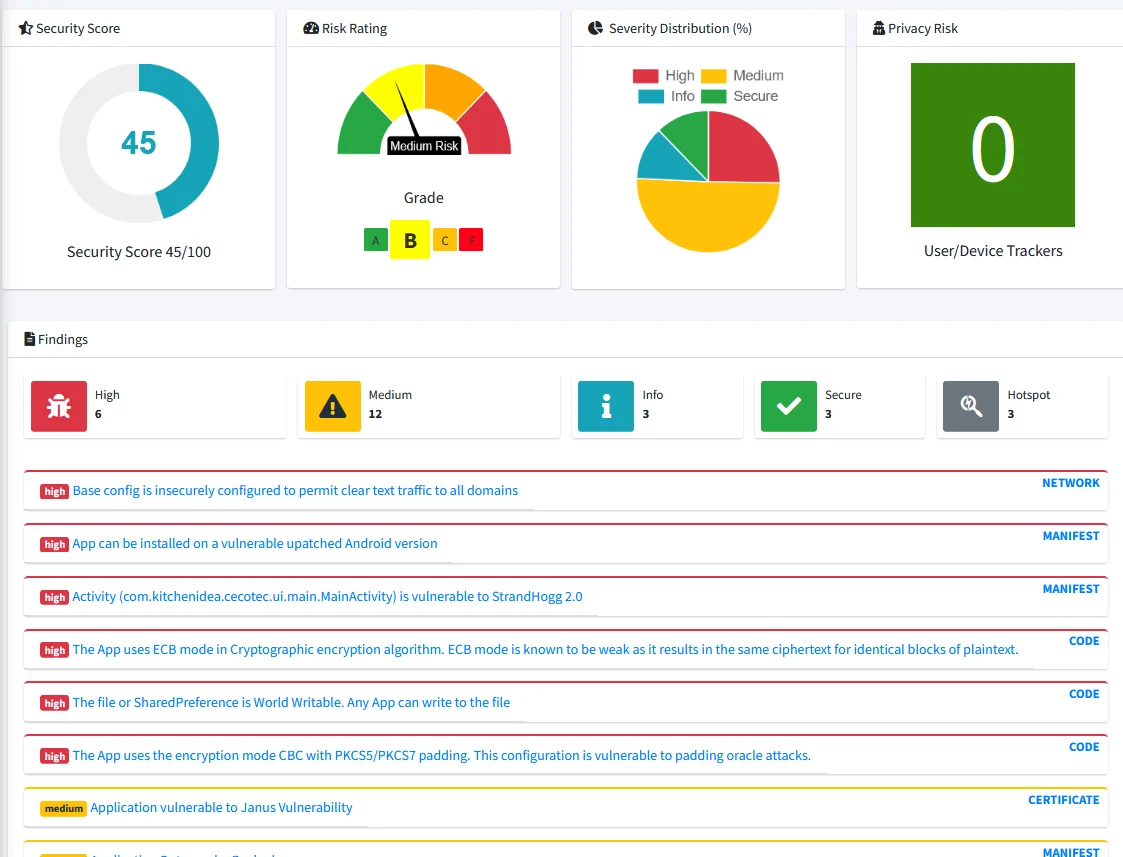 Security Score
Risk Rating
Severity Distribution (%)
Privacy Risk
45
Security Score 45/100
Medium Risk
Grade
A B C F
High Medium
Info Secure
0
User/Device Trackers
Findings
High
6
Medium
12
Info
3
Secure
3
Hotspot
3
high Base config is insecurely configured to permit clear text traffic to all domains NETWORK
high App can be installed on a vulnerable upatched Android version MANIFEST
high Activity (com.kitchenidea.cecotec.ui.main.MainActivity) is vulnerable to StrandHogg 2.0 MANIFEST
high The App uses ECB mode in Cryptographic encryption algorithm. ECB mode is known to be weak as it results in the same ciphertext for identical blocks of plaintext. CODE
high The file or SharedPreference is World Writable. Any App can write to the file CODE
high The App uses the encryption mode CBC with PKCS5/PKCS7 padding. This configuration is vulnerable to padding oracle attacks. CODE
medium Application vulnerable to Janus Vulnerability CERTIFICATE
MANIFEST